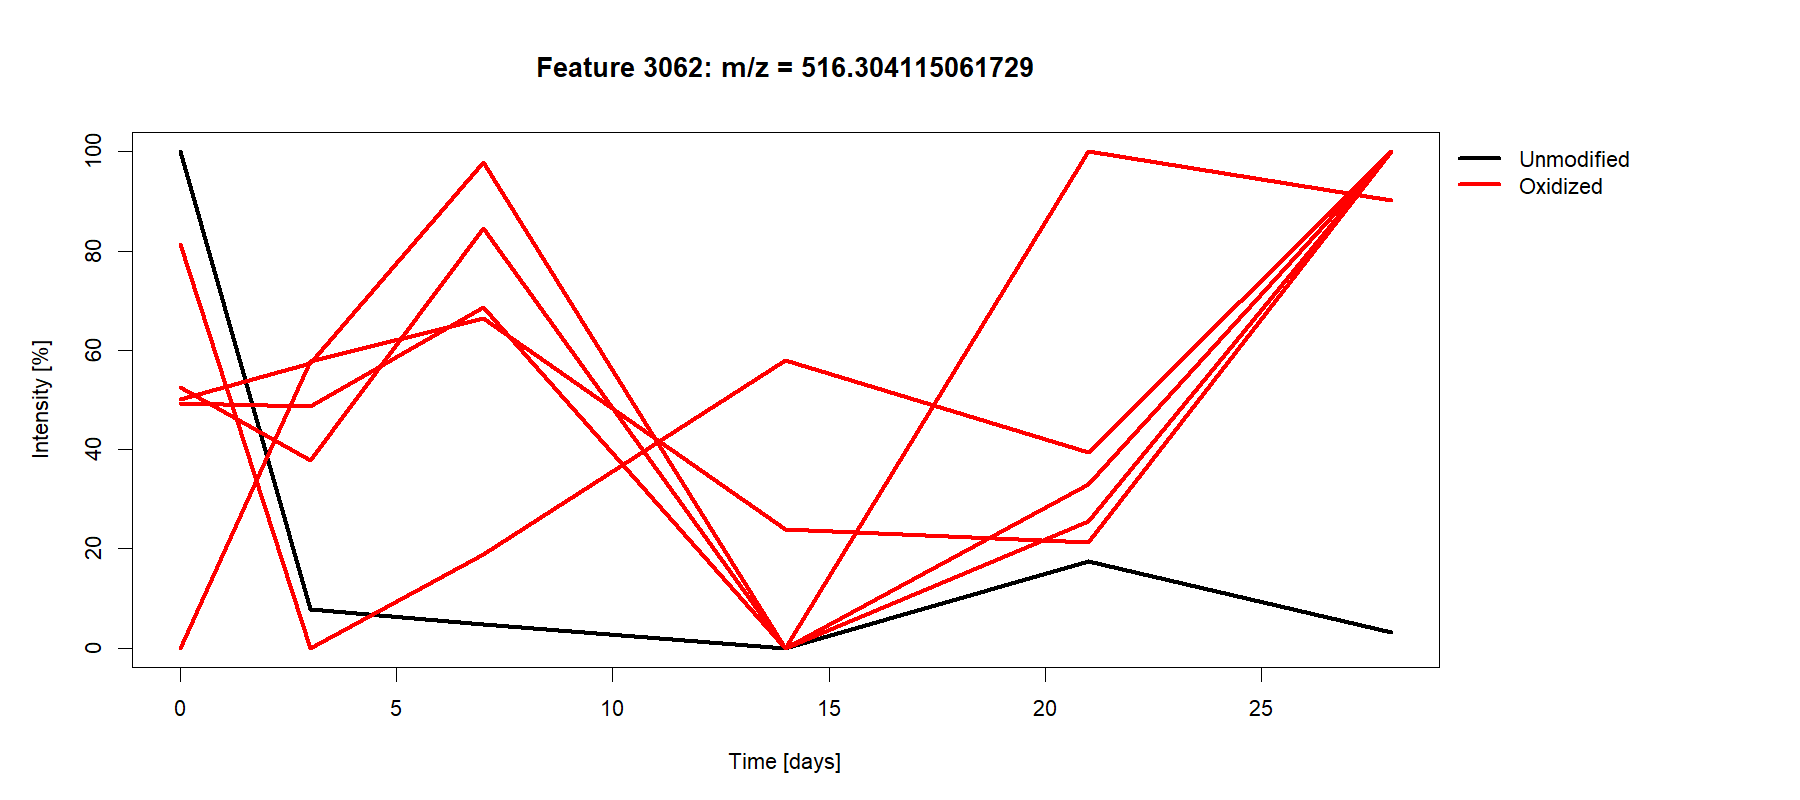 Feature 3062: m/z = 516.304115061729
Unmodified
Oxidized
Intensity [%]
100
80
60
40
20
0
0 5 10 15 20 25
Time [days]